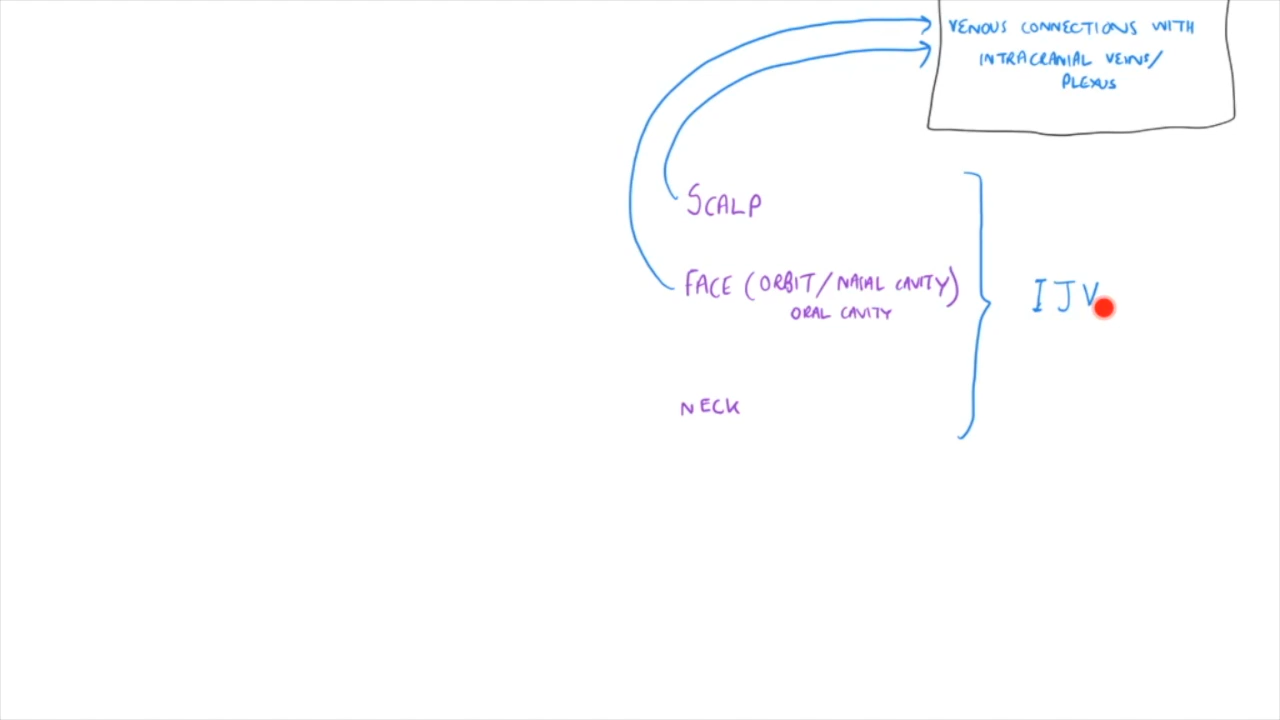 VENOUS CONNECTIONS WITH
INTRACRANIAL VEINS/
PLEXUS
SCALP
FACE (ORBIT/NASAL CAVITY)
ORAL CAVITY
IJV
NECK